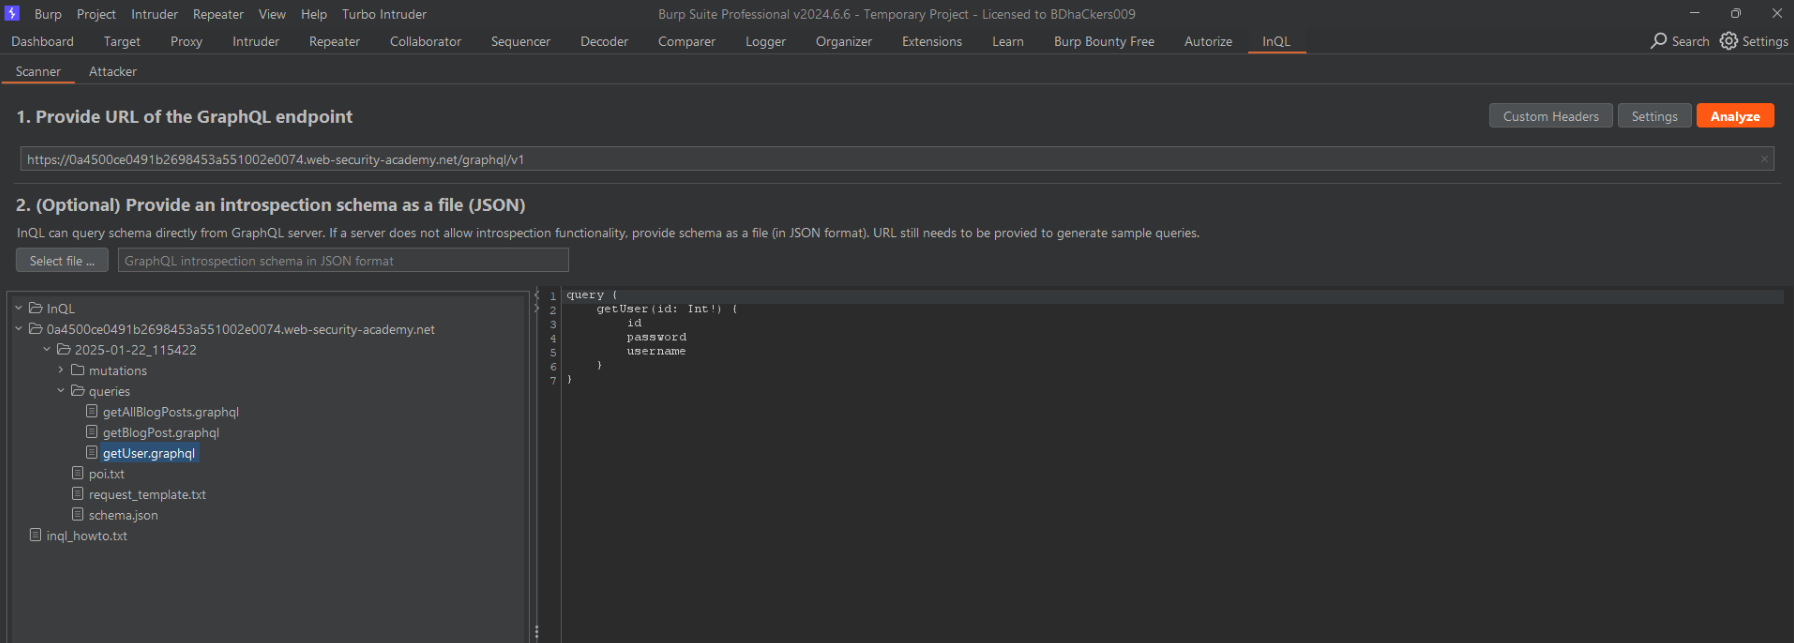 Burp Project Intruder Repeater View Help Turbo Intruder Burp Suite Professional v2024.6.6 - Temporary Project - Licensed to BDhaCkers009
Dashboard Target Proxy Intruder Repeater Collaborator Sequencer Decoder Comparer Logger Organizer Extensions Learn Burp Bounty Free Autorize InQL Search Settings
Scanner Attacker
1. Provide URL of the GraphQL endpoint
Custom Headers Settings Analyze
https://0a4500ce0491b2698453a551002e0074.web-security-academy.net/graphql/v1
2. (Optional) Provide an introspection schema as a file (JSON)
InQL can query schema directly from GraphQL server. If a server does not allow introspection functionality, provide schema as a file (in JSON format). URL still needs to be provied to generate sample queries.
Select file ... GraphQL introspection schema in JSON format
InQL
0a4500ce0491b2698453a551002e0074.web-security-academy.net
2025-01-22_115422
mutations
queries
getAllBlogPosts.graphql
getBlogPost.graphql
getUser.graphql
poi.txt
request_template.txt
schema.json
inql_howto.txt
1 query {
2 getUser(id: Int!) {
3 id
4 password
5 username
6 }
7 }